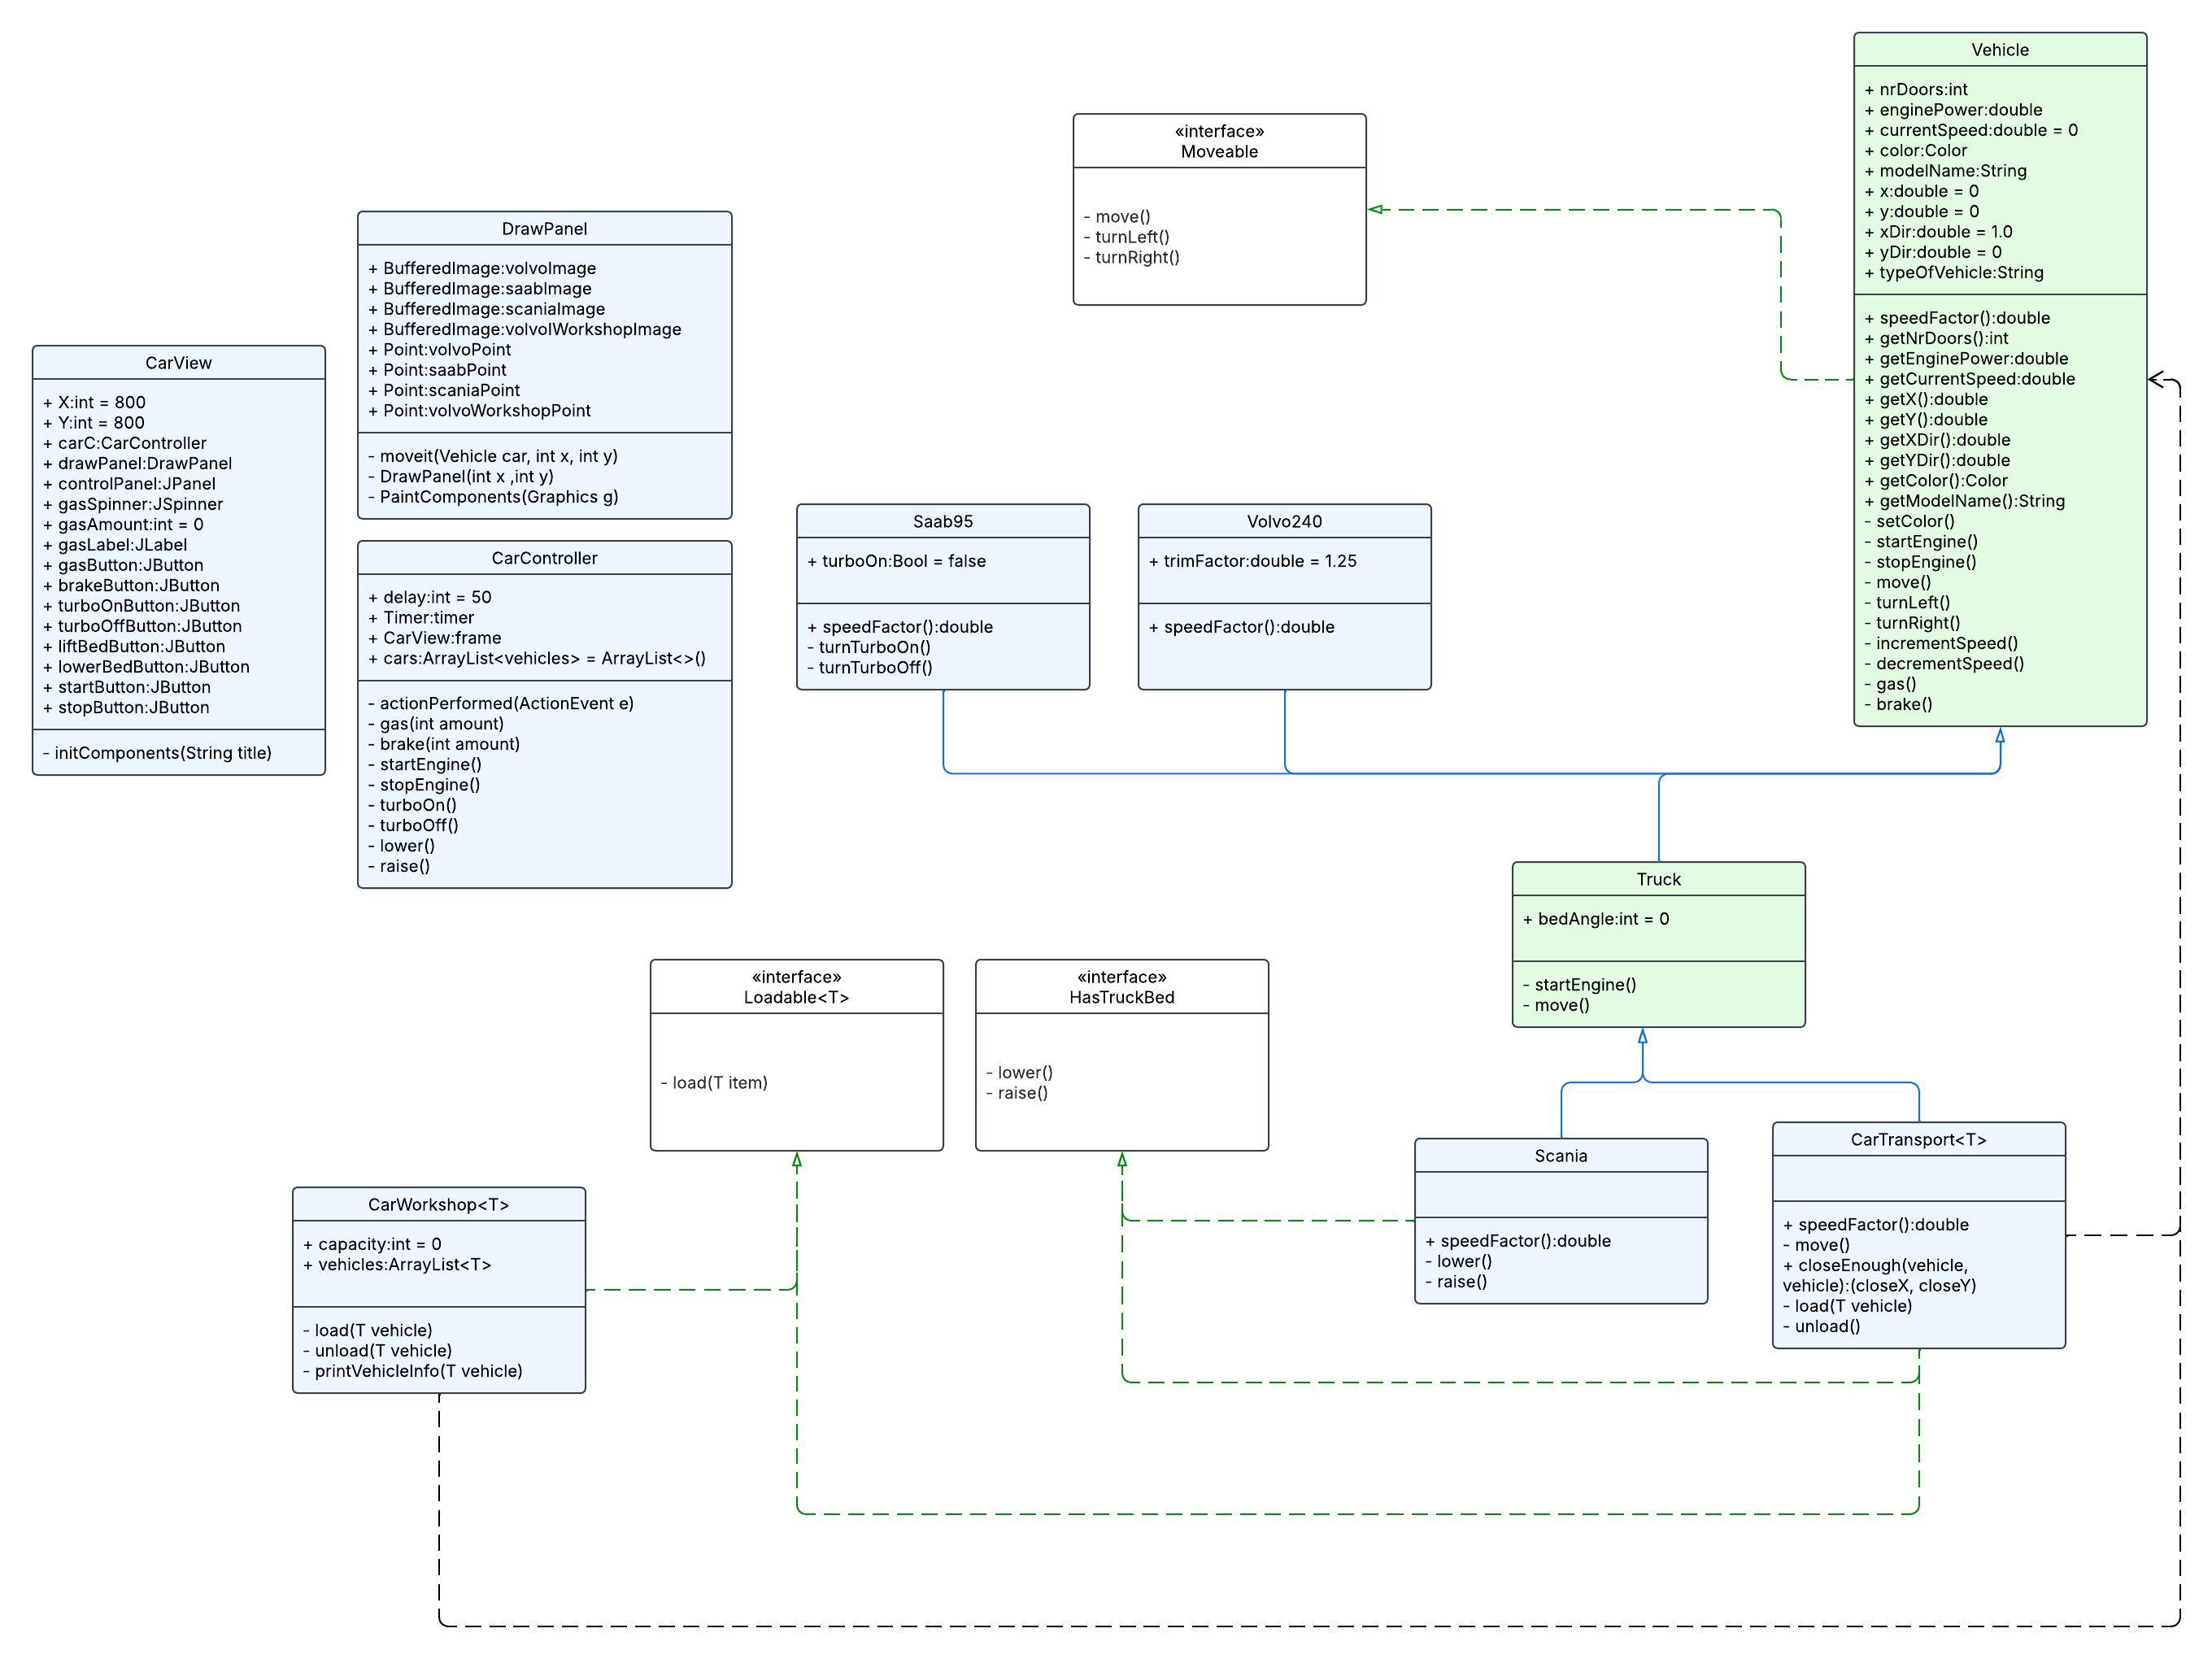 Vehicle
+ nrDoors:int
+ enginePower:double
+ currentSpeed:double = 0
+ color:Color
+ modelName:String
+ x:double = 0
+ y:double = 0
+ xDir:double = 1.0
+ yDir:double = 0
+ typeOfVehicle:String
+ speedFactor():double
+ getNrDoors():int
+ getEnginePower:double
+ getCurrentSpeed:double
+ getX():double
+ getY():double
+ getXDir():double
+ getYDir():double
+ getColor():Color
+ getModelName():String
- setColor()
- startEngine()
- stopEngine()
- move()
- turnLeft()
- turnRight()
- incrementSpeed()
- decrementSpeed()
- gas()
- brake()
«interface»
Moveable
- move()
- turnLeft()
- turnRight()
DrawPanel
+ BufferedImage:volvoImage
+ BufferedImage:saabImage
+ BufferedImage:scaniaImage
+ BufferedImage:volvolWorkshopImage
+ Point:volvoPoint
+ Point:saabPoint
+ Point:scaniaPoint
+ Point:volvoWorkshopPoint
- moveit(Vehicle car, int x, int y)
- DrawPanel(int x ,int y)
- PaintComponents(Graphics g)
CarView
+ X:int = 800
+ Y:int = 800
+ carC:CarController
+ drawPanel:DrawPanel
+ controlPanel:JPanel
+ gasSpinner:JSpinner
+ gasAmount:int = 0
+ gasLabel:JLabel
+ gasButton:JButton
+ brakeButton:JButton
+ turboOnButton:JButton
+ turboOffButton:JButton
+ liftBedButton:JButton
+ lowerBedButton:JButton
+ startButton:JButton
+ stopButton:JButton
- initComponents(String title)
CarController
+ delay:int = 50
+ Timer:timer
+ CarView:frame
+ cars:ArrayList<vehicles> = ArrayList<>()
- actionPerformed(ActionEvent e)
- gas(int amount)
- brake(int amount)
- startEngine()
- stopEngine()
- turboOn()
- turboOff()
- lower()
- raise()
Saab95
+ turboOn:Bool = false
+ speedFactor():double
- turnTurboOn()
- turnTurboOff()
Volvo240
+ trimFactor:double = 1.25
+ speedFactor():double
Truck
+ bedAngle:int = 0
- startEngine()
- move()
«interface»
Loadable<T>
- load(T item)
«interface»
HasTruckBed
- lower()
- raise()
Scania
+ speedFactor():double
- lower()
- raise()
CarTransport<T>
+ speedFactor():double
- move()
+ closeEnough(vehicle,
vehicle):(closeX, closeY)
- load(T vehicle)
- unload()
CarWorkshop<T>
+ capacity:int = 0
+ vehicles:ArrayList<T>
- load(T vehicle)
- unload(T vehicle)
- printVehicleInfo(T vehicle)